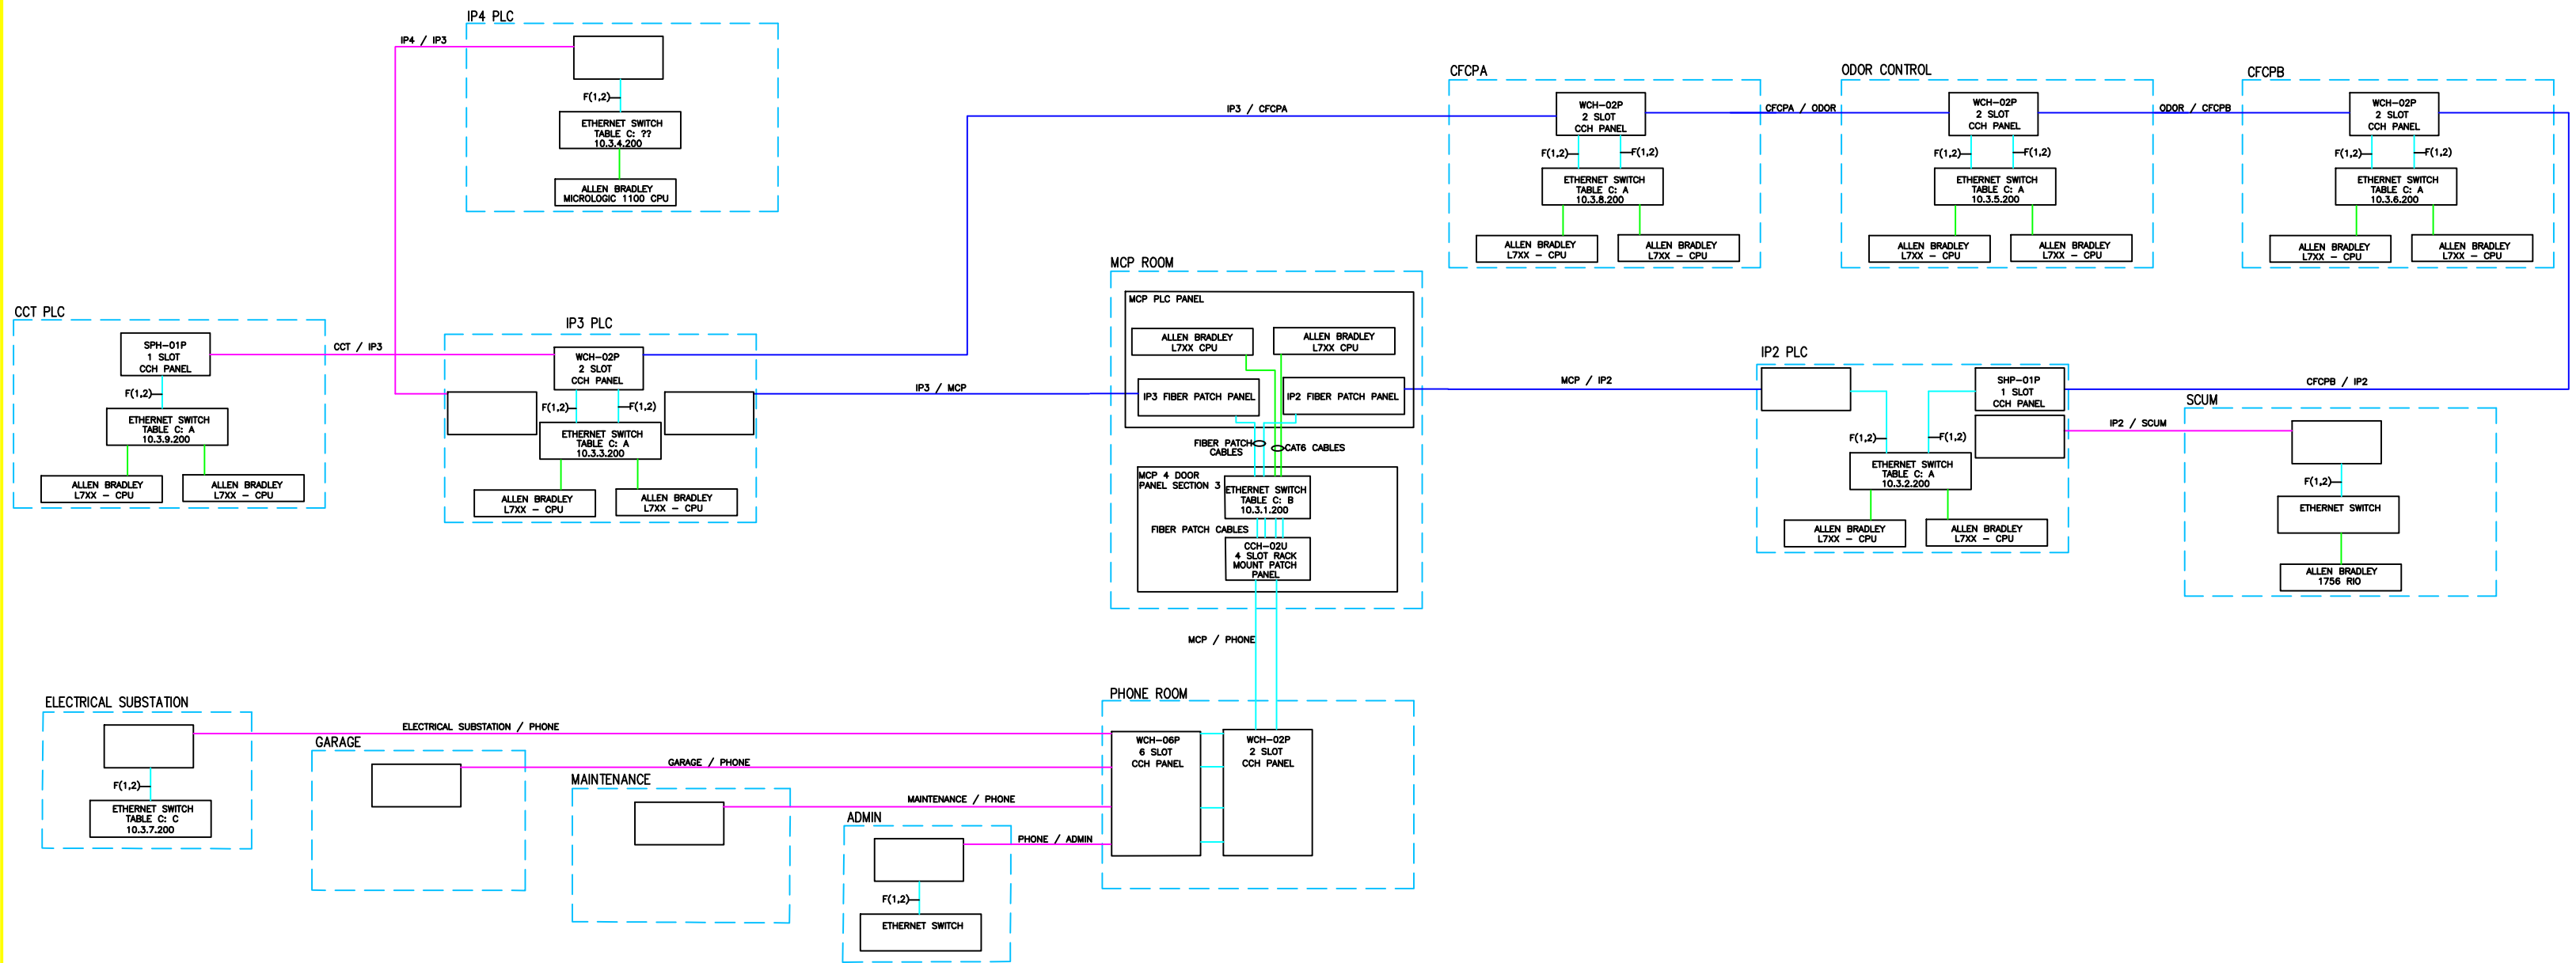 IP4 PLC
IP4 / IP3
F(1,2)
ETHERNET SWITCH
TABLE C: ??
10.3.4.200
ALLEN BRADLEY
MICROLOGIC 1100 CPU
IP3 / CFCPA
CFCPA
WCH-02P
2 SLOT
CCH PANEL
F(1,2)
F(1,2)
ETHERNET SWITCH
TABLE C: A
10.3.8.200
ALLEN BRADLEY
L7XX - CPU
ALLEN BRADLEY
L7XX - CPU
CFCPA / ODOR
ODOR CONTROL
WCH-02P
2 SLOT
CCH PANEL
F(1,2)
F(1,2)
ETHERNET SWITCH
TABLE C: A
10.3.5.200
ALLEN BRADLEY
L7XX - CPU
ALLEN BRADLEY
L7XX - CPU
ODOR / CFCPB
CFCPB
WCH-02P
2 SLOT
CCH PANEL
F(1,2)
F(1,2)
ETHERNET SWITCH
TABLE C: A
10.3.6.200
ALLEN BRADLEY
L7XX - CPU
ALLEN BRADLEY
L7XX - CPU
CCT PLC
SPH-01P
1 SLOT
CCH PANEL
F(1,2)
ETHERNET SWITCH
TABLE C: A
10.3.9.200
ALLEN BRADLEY
L7XX - CPU
ALLEN BRADLEY
L7XX - CPU
CCT / IP3
IP3 PLC
WCH-02P
2 SLOT
CCH PANEL
F(1,2)
F(1,2)
ETHERNET SWITCH
TABLE C: A
10.3.3.200
ALLEN BRADLEY
L7XX - CPU
ALLEN BRADLEY
L7XX - CPU
IP3 / MCP
MCP ROOM
MCP PLC PANEL
ALLEN BRADLEY
L7XX CPU
ALLEN BRADLEY
L7XX CPU
IP3 FIBER PATCH PANEL
IP2 FIBER PATCH PANEL
FIBER PATCH
CABLES
CAT6 CABLES
MCP 4 DOOR
PANEL SECTION 3
ETHERNET SWITCH
TABLE C: B
10.3.1.200
FIBER PATCH CABLES
CCH-02U
4 SLOT RACK
MOUNT PATCH
PANEL
MCP / IP2
IP2 PLC
SHP-01P
1 SLOT
CCH PANEL
F(1,2)
F(1,2)
ETHERNET SWITCH
TABLE C: A
10.3.2.200
ALLEN BRADLEY
L7XX - CPU
ALLEN BRADLEY
L7XX - CPU
CFCPB / IP2
IP2 / SCUM
SCUM
F(1,2)
ETHERNET SWITCH
ALLEN BRADLEY
1756 RIO
MCP / PHONE
ELECTRICAL SUBSTATION
F(1,2)
ETHERNET SWITCH
TABLE C: C
10.3.7.200
ELECTRICAL SUBSTATION / PHONE
GARAGE
GARAGE / PHONE
MAINTENANCE
MAINTENANCE / PHONE
ADMIN
F(1,2)
ETHERNET SWITCH
PHONE / ADMIN
PHONE ROOM
WCH-06P
6 SLOT
CCH PANEL
WCH-02P
2 SLOT
CCH PANEL